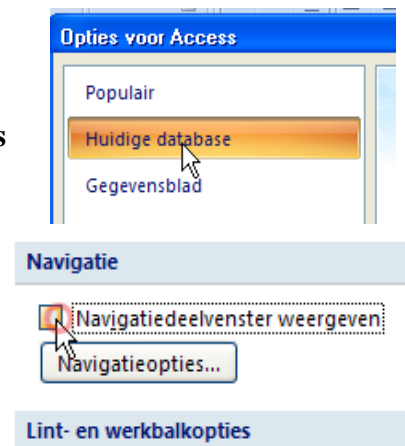 Opties voor Access
Populair
s
Huidige database
Gegevensblad
Navigatie
Navigatiedeelvenster weergeven
Navigatieopties...
Lint- en werkbalkopties